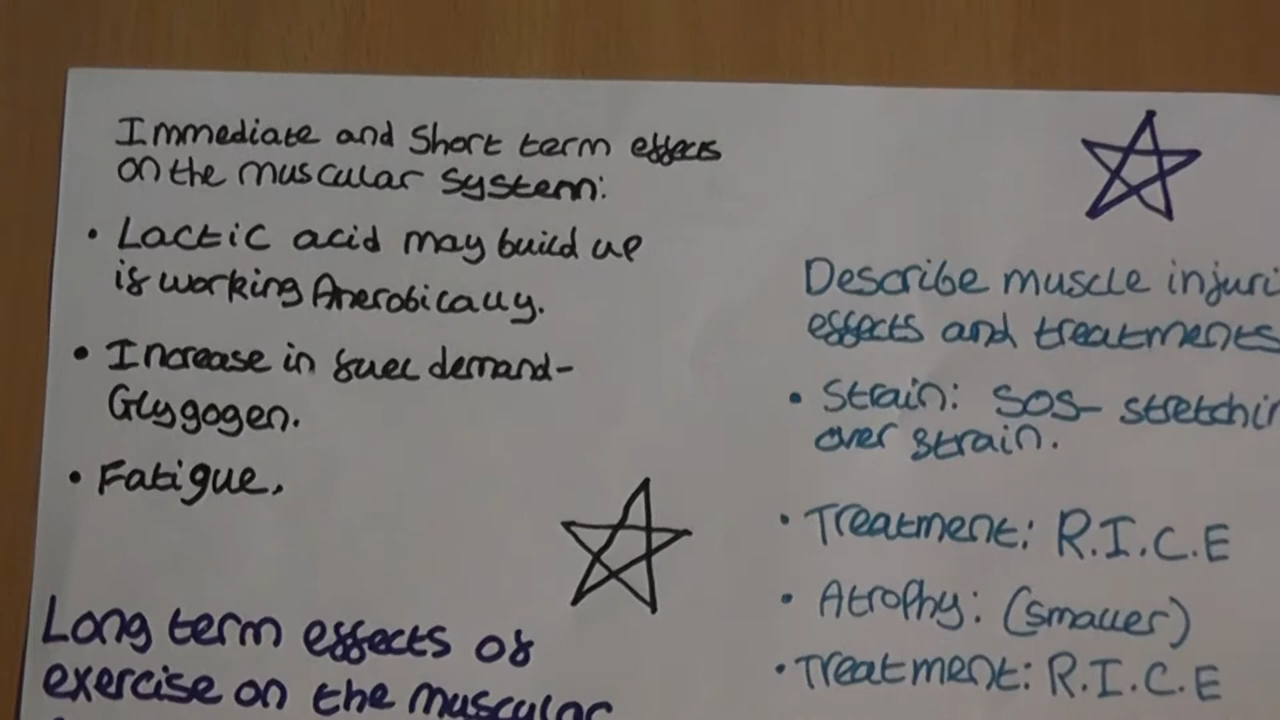 Immediate and Short term effects
on the muscular system:
• Lactic acid may build up
is working Anerobically.
• Increase in fuel demand-
Glygogen.
• Fatigue.
Long term effects of
exercise on the muscular
Describe muscle injuri
effects and treatments
• Strain: SOS- stretchin
over strain.
• Treatment: R.I.C.E
• Atrophy: (smaller)
• Treatment: R.I.C.E